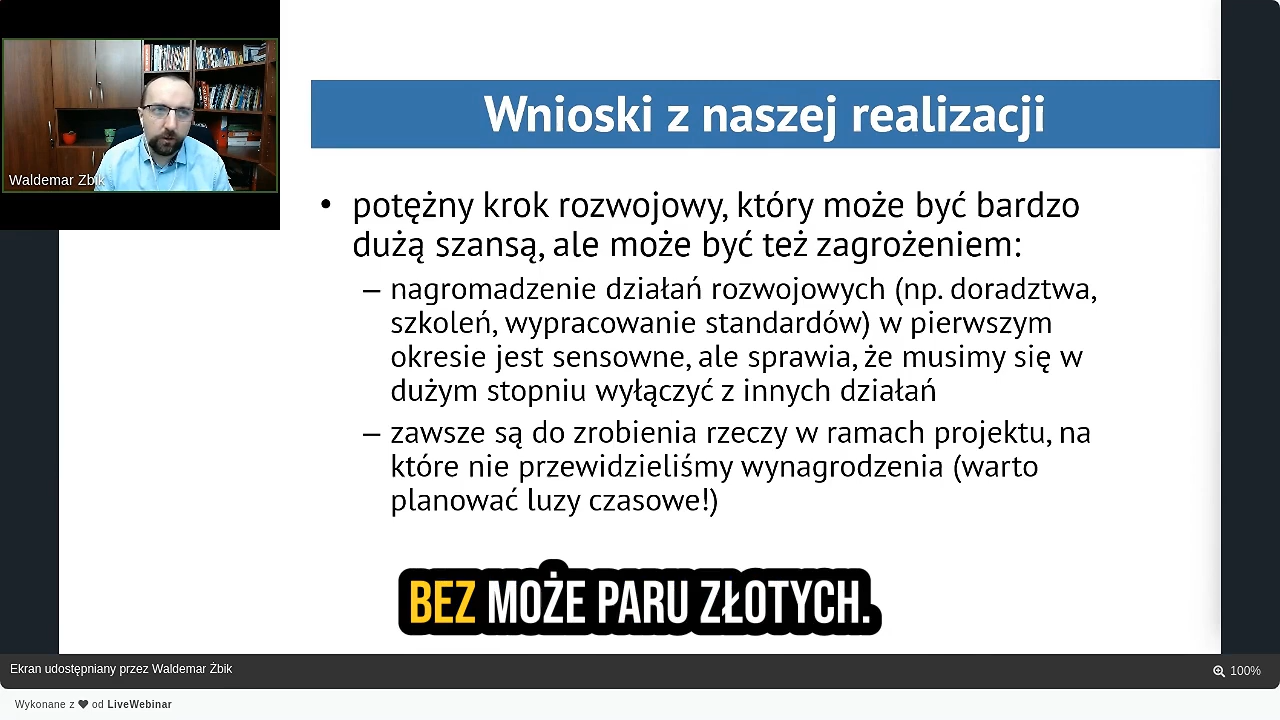 Waldemar Zbik
Wnioski z naszej realizacji
• potężny krok rozwojowy, który może być bardzo
dużą szansą, ale może być też zagrożeniem:
– nagromadzenie działań rozwojowych (np. doradztwa,
szkoleń, wypracowanie standardów) w pierwszym
okresie jest sensowne, ale sprawia, że musimy się w
dużym stopniu wyłączyć z innych działań
– zawsze są do zrobienia rzeczy w ramach projektu, na
które nie przewidzieliśmy wynagrodzenia (warto
planować luzy czasowe!)
BEZ MOŻE PARU ZŁOTYCH.
Ekran udostępniany przez Waldemar Żbik
100%
Wykonane z ♥ od LiveWebinar